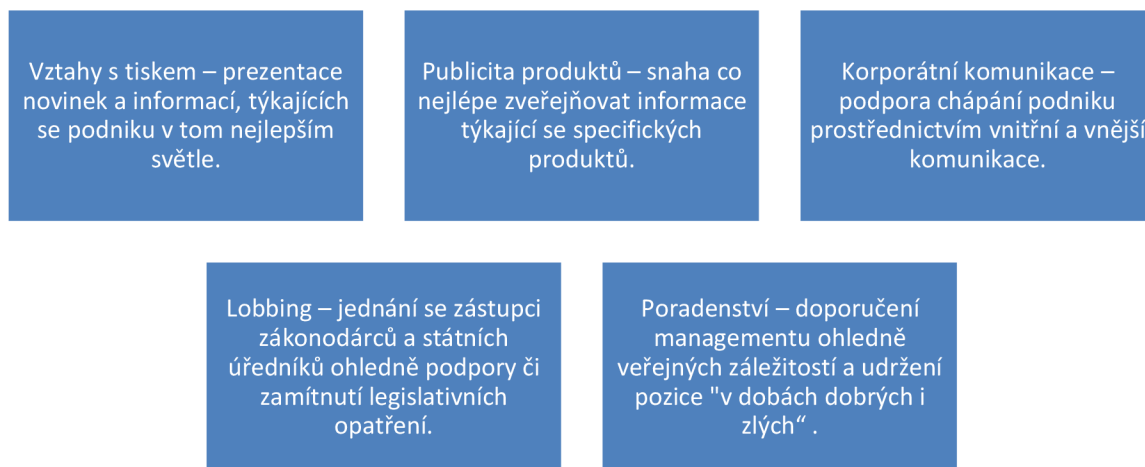 Vztahy s tiskem – prezentace
novinek a informací, týkajících
se podniku v tom nejlepším
světle.
Publicita produktů – snaha co
nejlépe zveřejňovat informace
týkající se specifických
produktů.
Korporátní komunikace –
podpora chápání podniku
prostřednictvím vnitřní a vnější
komunikace.
Lobbing – jednání se zástupci
zákonodárců a státních
úředníků ohledně podpory či
zamítnutí legislativních
opatření.
Poradenství – doporučení
managementu ohledně
veřejných záležitostí a udržení
pozice "v dobách dobrých i
zlých“ .